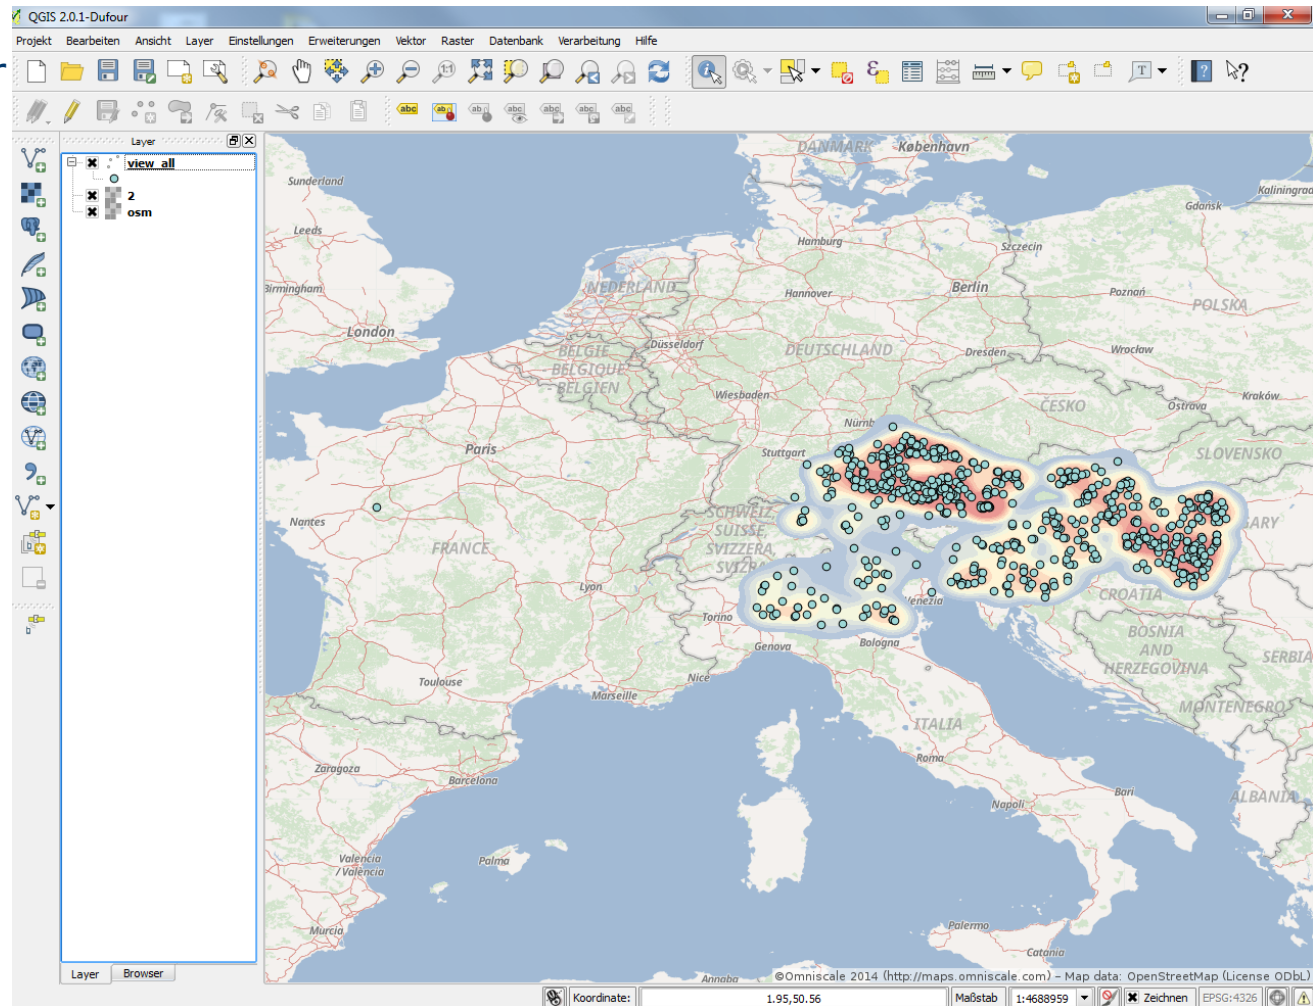 QGIS 2.0.1-Dufour
Projekt Bearbeiten Ansicht Layer Einstellungen Erweiterungen Vektor Raster Datenbank Verarbeitung Hilfe
Layer
view_all
2
osm
DANMARK København
Sunderland
Kaliningrad
Gdańsk
Leeds
Hamburg
Szczecin
Birmingham
NEDERLAND
Hannover
Berlin
Poznań
POLSKA
London
Düsseldorf
BELGIË -
BELGIQUE -
BELGIEN
DEUTSCHLAND
Dresden
Wrocław
Wiesbaden
ČESKO
Ostrava
Kraków
Nürnb
Paris
Stuttgart
SLOVENSKO
Nantes
SCHWEIZ,
SUISSE,
SVIZZERA,
SVIZRA
GARY
FRANCE
Lyon
Torino
Venezia
CROATIA
Genova
Bologna
BOSNIA
AND
HERZEGOVINA
SERBIA
Toulouse
Nice
Marseille
MONTENEGRO
ITALIA
Roma
Zaragoza
Barcelona
Napoli
Bari
ALBANIA
Valencia
/ València
Palma
Murcia
Palermo
Catania
Annaba
©Omniscale 2014 (http://maps.omniscale.com) - Map data: OpenStreetMap (License ODbL)
Layer Browser
Koordinate: 1.95,50.56 Maßstab 1:4688959 Zeichnen EPSG:4326